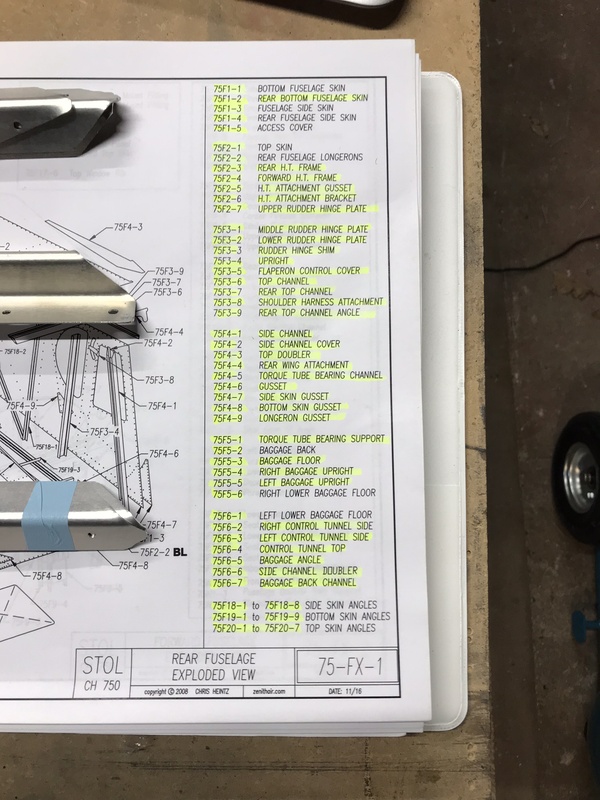 75F1-1 BOTTOM FUSELAGE SKIN
75F1-2 REAR BOTTOM FUSELAGE SKIN
75F1-3 FUSELAGE SIDE SKIN
75F1-4 REAR FUSELAGE SIDE SKIN
75F1-5 ACCESS COVER
75F2-1 TOP SKIN
75F2-2 REAR FUSELAGE LONGERONS
75F2-3 REAR H.T. FRAME
75F2-4 FORWARD H.T. FRAME
75F2-5 H.T. ATTACHMENT GUSSET
75F2-6 H.T. ATTACHMENT BRACKET
75F2-7 UPPER RUDDER HINGE PLATE
75F3-1 MIDDLE RUDDER HINGE PLATE
75F3-2 LOWER RUDDER HINGE PLATE
75F3-3 RUDDER HINGE SHIM
75F3-4 UPRIGHT
75F3-5 FLAPERON CONTROL COVER
75F3-6 TOP CHANNEL
75F3-7 REAR TOP CHANNEL
75F3-8 SHOULDER HARNESS ATTACHMENT
75F3-9 REAR TOP CHANNEL ANGLE
75F4-1 SIDE CHANNEL
75F4-2 SIDE CHANNEL COVER
75F4-3 TOP DOUBLER
75F4-4 REAR WING ATTACHMENT
75F4-5 TORQUE TUBE BEARING CHANNEL
75F4-6 GUSSET
75F4-7 SIDE SKIN GUSSET
75F4-8 BOTTOM SKIN GUSSET
75F4-9 LONGERON GUSSET
75F5-1 TORQUE TUBE BEARING SUPPORT
75F5-2 BAGGAGE BACK
75F5-3 BAGGAGE FLOOR
75F5-4 RIGHT BAGGAGE UPRIGHT
75F5-5 LEFT BAGGAGE UPRIGHT
75F5-6 RIGHT LOWER BAGGAGE FLOOR
75F6-1 LEFT LOWER BAGGAGE FLOOR
75F6-2 RIGHT CONTROL TUNNEL SIDE
75F6-3 LEFT CONTROL TUNNEL SIDE
75F6-4 CONTROL TUNNEL TOP
75F6-5 BAGGAGE ANGLE
75F6-6 SIDE CHANNEL DOUBLER
75F6-7 BAGGAGE BACK CHANNEL
75F18-1 to 75F18-8 SIDE SKIN ANGLES
75F19-1 to 75F19-9 BOTTOM SKIN ANGLES
75F20-1 to 75F20-7 TOP SKIN ANGLES
75F4-3
-2
75F3-9
75F3-7
75F3-6
75F4-4
75F4-2
75F18-2
75F3-8
75F4-9
75F4-1
75F3-4
75F18-1
75F4-6
75F19-3
75F4-7
1-3
75F2-2 BL
75F4-8
75F4-8
STOL
CH 750
REAR FUSELAGE
EXPLODED VIEW
75-FX-1
copyright © 2008 CHRIS HEINTZ
zenithair.com
DATE: 11/16